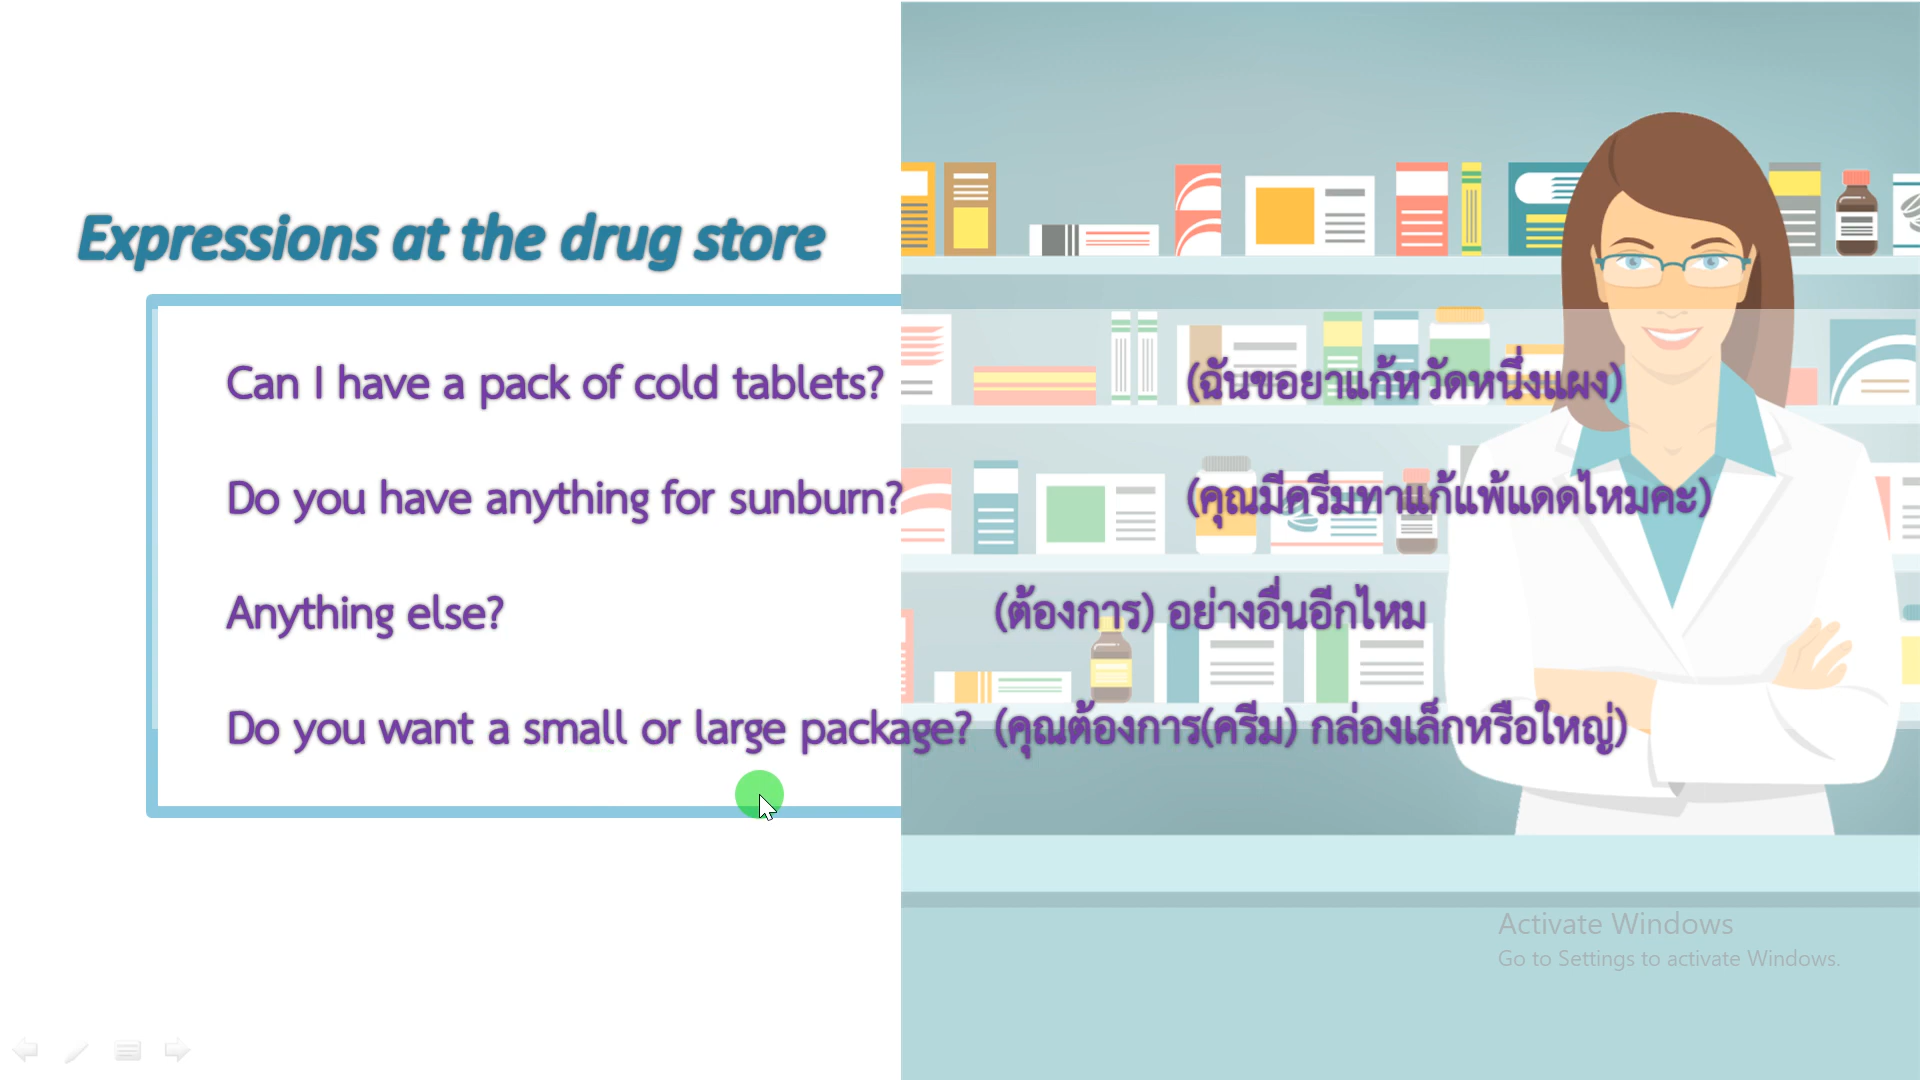 Expressions at the drug store
Can I have a pack of cold tablets? (ฉันขอยาแก้หวัดหนึ่งแผง)
Do you have anything for sunburn? (คุณมีครีมทาแก้แพ้แดดไหมคะ)
Anything else? (ต้องการ) อย่างอื่นอีกไหม
Do you want a small or large package? (คุณต้องการ(ครีม) กล่องเล็กหรือใหญ่)
Activate Windows
Go to Settings to activate Windows.